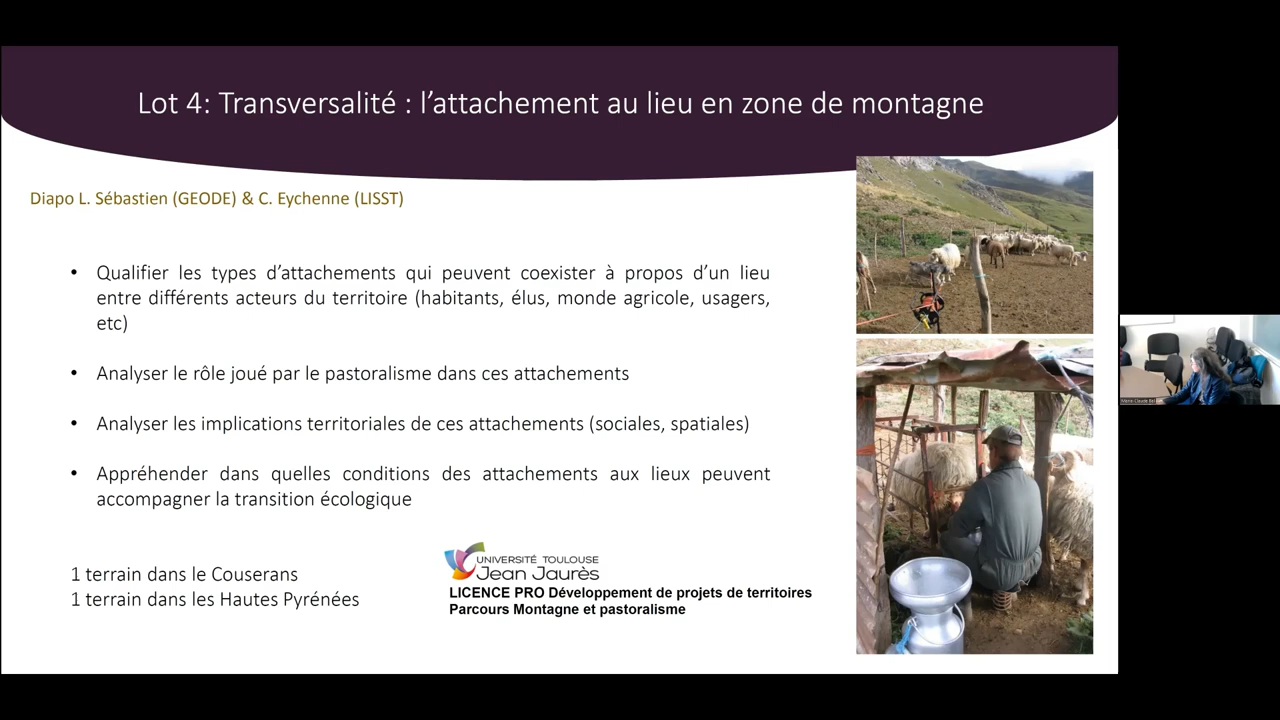 Lot 4: Transversalité : l’attachement au lieu en zone de montagne
Diapo L. Sébastien (GEODE) & C. Eychenne (LISST)
• Qualifier les types d’attachements qui peuvent coexister à propos d’un lieu
entre différents acteurs du territoire (habitants, élus, monde agricole, usagers,
etc)
• Analyser le rôle joué par le pastoralisme dans ces attachements
• Analyser les implications territoriales de ces attachements (sociales, spatiales)
• Appréhender dans quelles conditions des attachements aux lieux peuvent
accompagner la transition écologique
1 terrain dans le Couserans
1 terrain dans les Hautes Pyrénées
UNIVERSITÉ TOULOUSE
Jean Jaurès
LICENCE PRO Développement de projets de territoires
Parcours Montagne et pastoralisme
Marie Claude